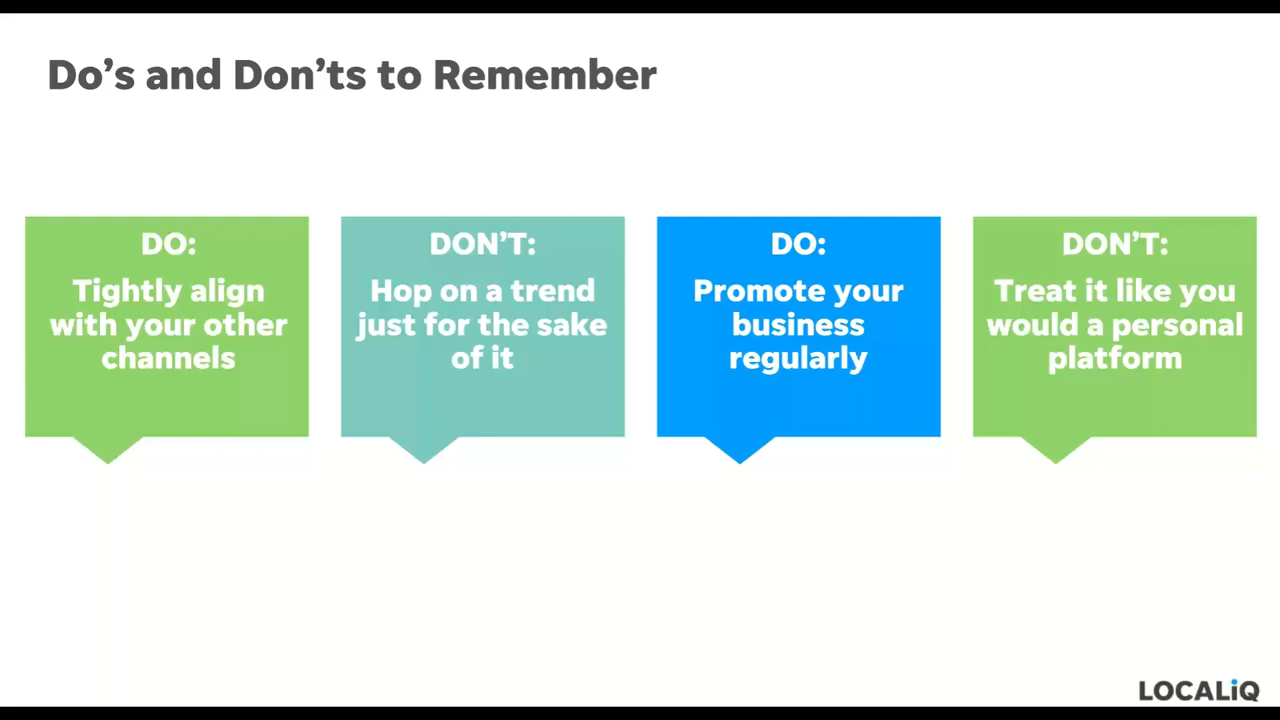 Do’s and Don’ts to Remember
DO:
Tightly align
with your other
channels
DON’T:
Hop on a trend
just for the sake
of it
DO:
Promote your
business
regularly
DON’T:
Treat it like you
would a personal
platform
LOCALiQ